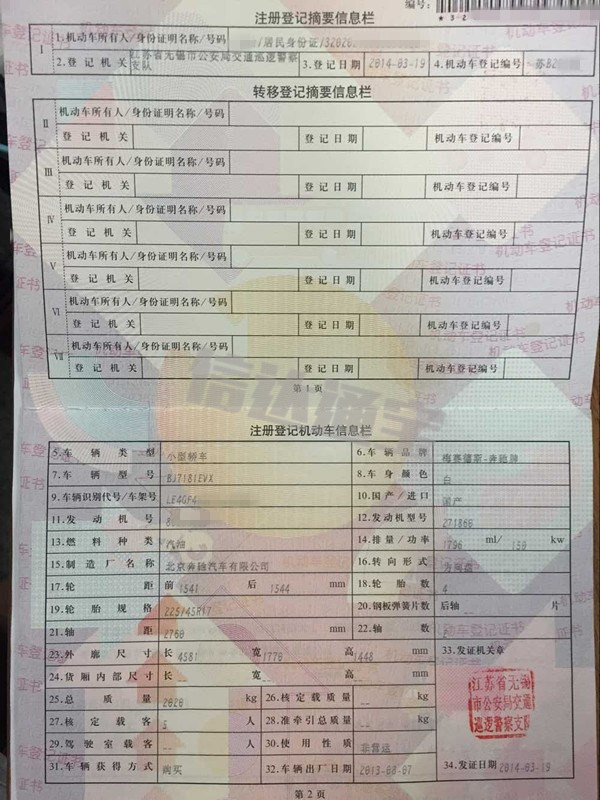 编号:
★32
注册登记摘要信息栏
Ⅰ 1.机动车所有人/身份证明名称/号码 /居民身份证/32028
2.登记机关 江苏省无锡市公安局交通巡逻警察支队 3.登记日期 2014-03-19 4.机动车登记编号 苏B2
转移登记摘要信息栏
Ⅱ 机动车所有人/身份证明名称/号码
登记机关 登记日期 机动车登记编号
Ⅲ 机动车所有人/身份证明名称/号码
登记机关 登记日期 机动车登记编号
Ⅳ 机动车所有人/身份证明名称/号码
登记机关 登记日期 机动车登记编号
Ⅴ 机动车所有人/身份证明名称/号码
登记机关 登记日期 机动车登记编号
Ⅵ 机动车所有人/身份证明名称/号码
登记机关 登记日期 机动车登记编号
Ⅶ 机动车所有人/身份证明名称/号码
登记机关 登记日期 机动车登记编号
第1页
信达通宝
注册登记机动车信息栏
5.车辆类型 小型轿车 6.车辆品牌 梅赛德斯-奔驰牌
7.车辆型号 BJ7181EVX 8.车身颜色 白
9.车辆识别代号/车架号 LE4GF4 10.国产/进口 国产
11.发动机号 12.发动机型号 271860
13.燃料种类 汽油 14.排量/功率 1796 ml/ kw
15.制造厂名称 北京奔驰汽车有限公司 16.转向形式 方向盘
17.轮距 前 1541 后 1544 mm 18.轮胎数 4
19.轮胎规格 225/45R17 20.钢板弹簧片数 后轴 片
21.轴距 2760 mm 22.轴数 2
23.外廓尺寸 长 4581 宽 1770 高 1448 mm 33.发证机关章
24.货厢内部尺寸 长 宽 高 mm
25.总质量 2020 kg 26.核定载质量 -- kg
27.核定载客 5 人 28.准牵引总质量 -- kg
29.驾驶室载客 -- 人 30.使用性质 非营运
江苏省无锡市公安局交通巡逻警察支队
31.车辆获得方式 购买 32.车辆出厂日期 2013-08-07 34.发证日期 2014-03-19
第2页